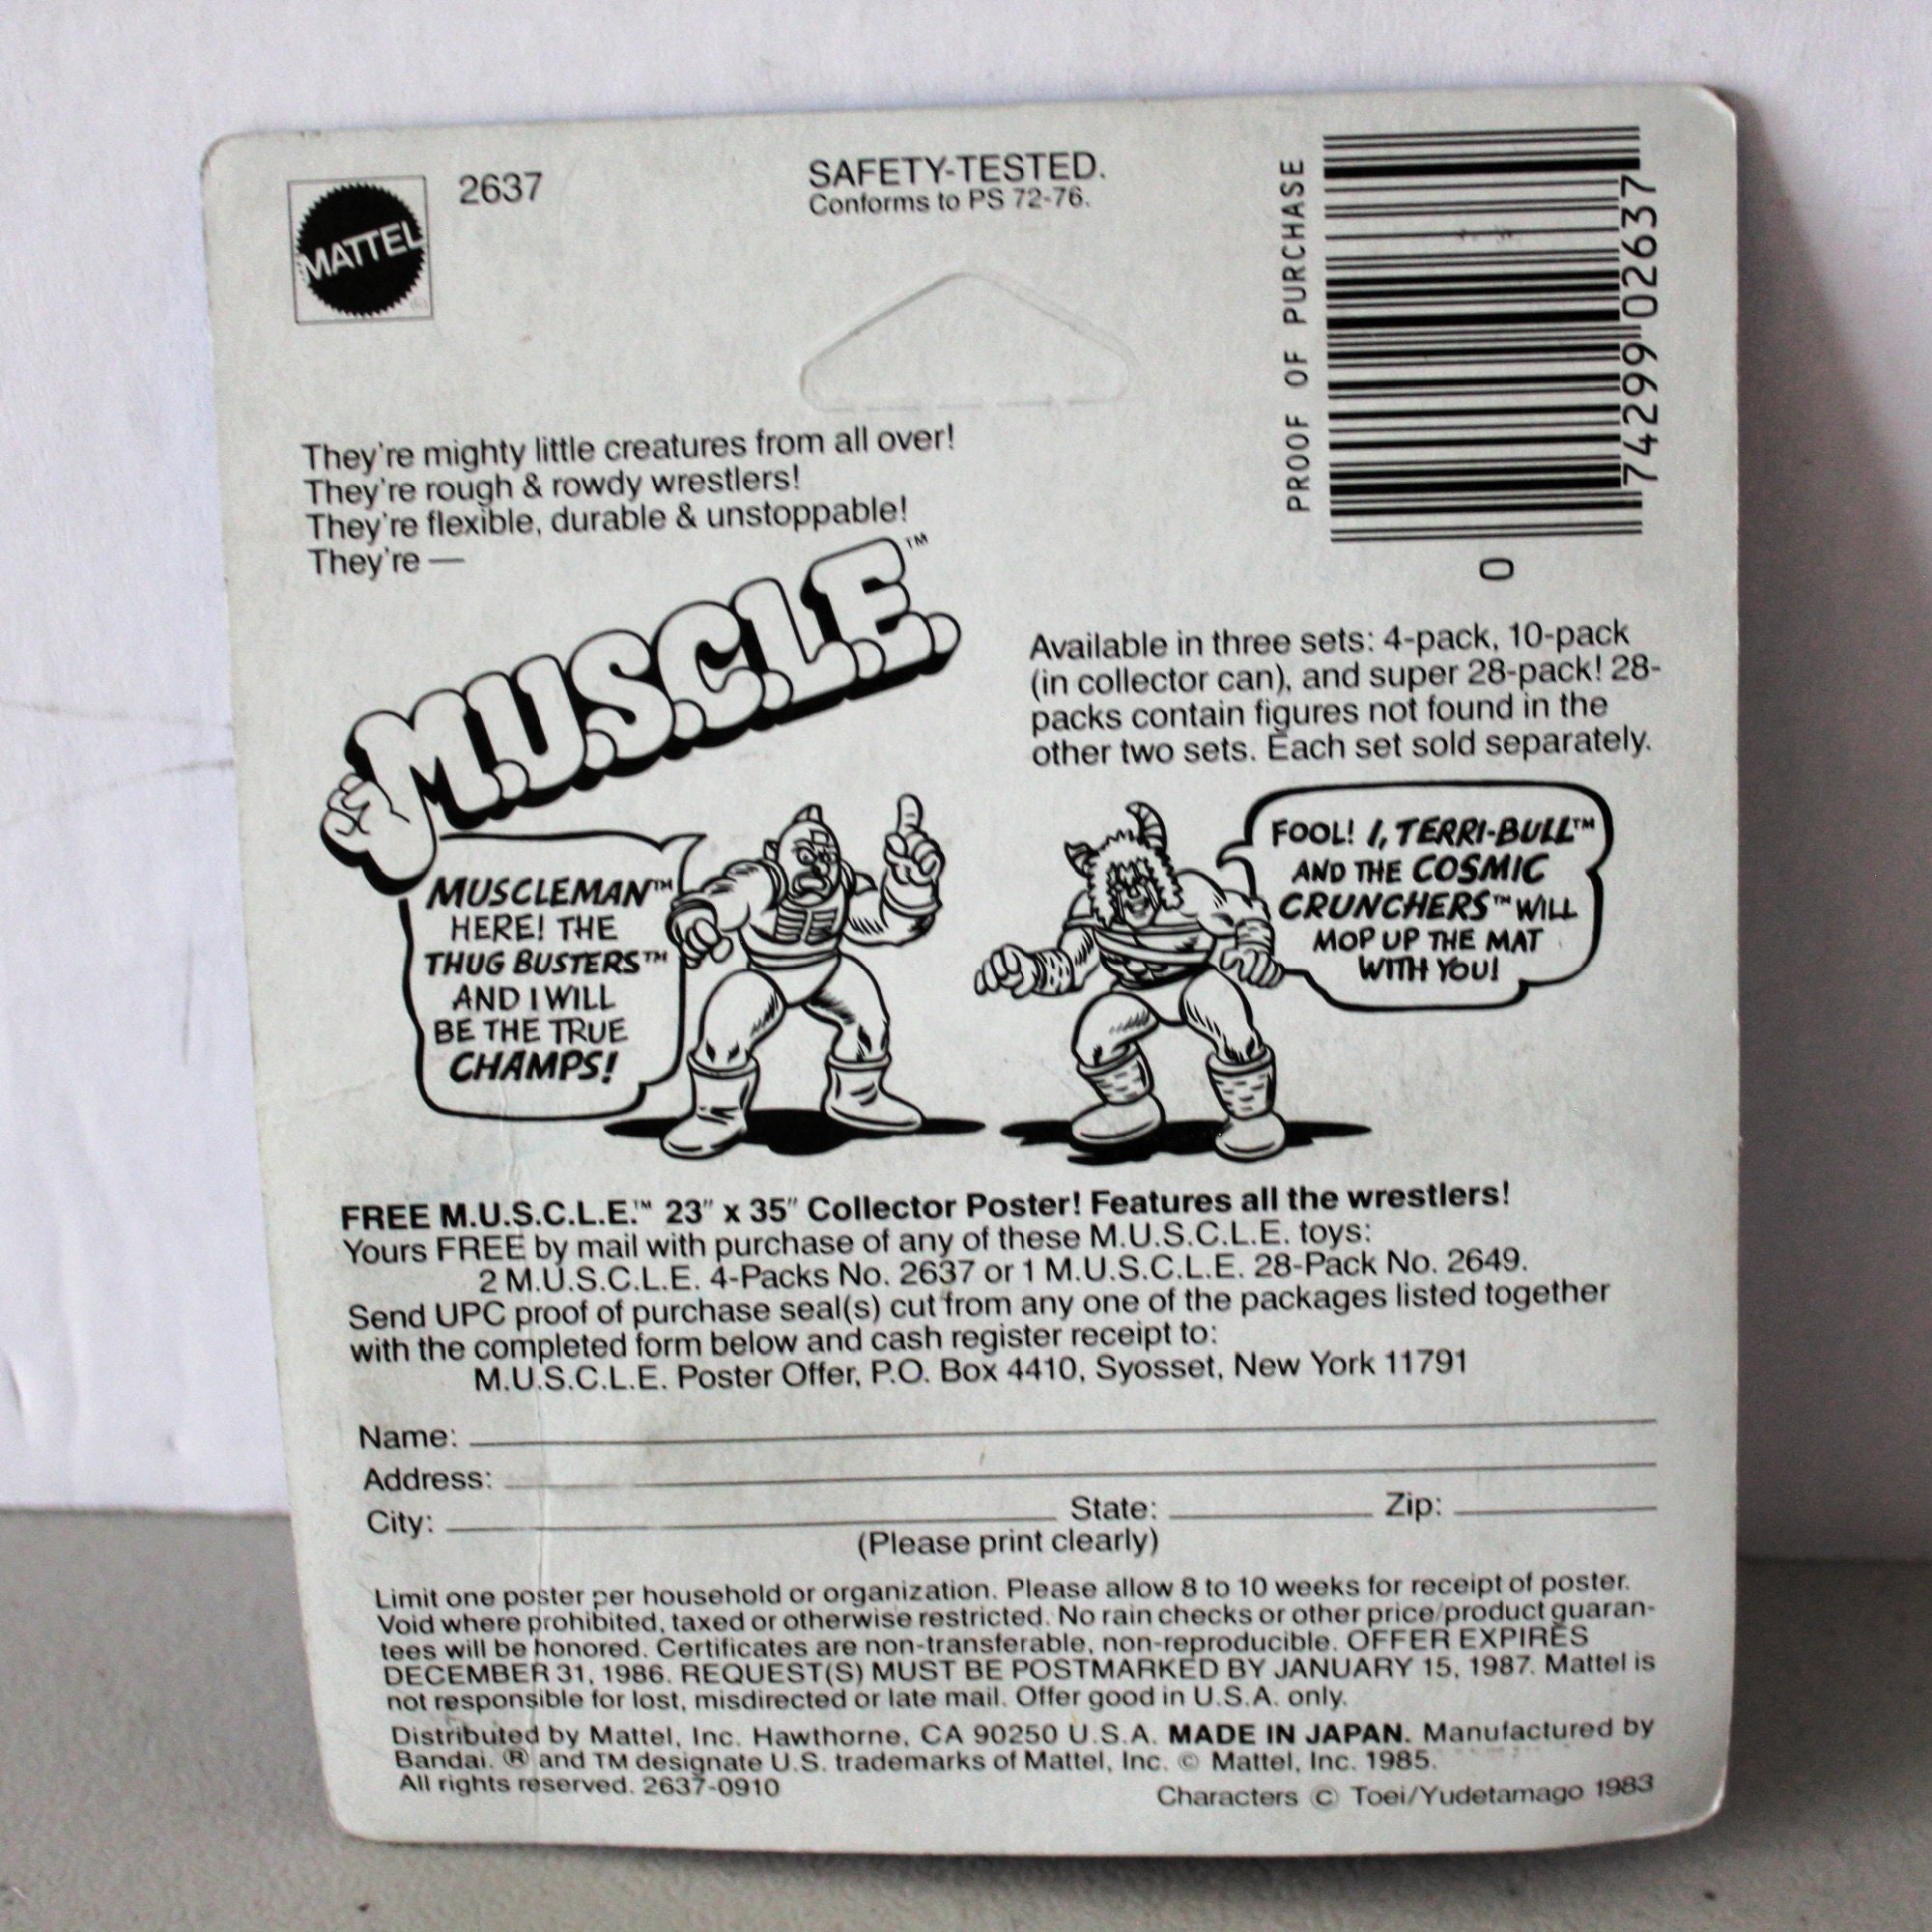 MATTEL
2637
SAFETY-TESTED.
Conforms to PS 72-76.
PROOF OF PURCHASE
74299 02637
0
They're mighty little creatures from all over!
They're rough & rowdy wrestlers!
They're flexible, durable & unstoppable!
They're —
M.U.S.C.L.E.™
Available in three sets: 4-pack, 10-pack
(in collector can), and super 28-pack! 28-
packs contain figures not found in the
other two sets. Each set sold separately.
MUSCLEMAN™
HERE! THE
THUG BUSTERS™
AND I WILL
BE THE TRUE
CHAMPS!
FOOL! I, TERRI-BULL™
AND THE COSMIC
CRUNCHERS™ WILL
MOP UP THE MAT
WITH YOU!
FREE M.U.S.C.L.E.™ 23" x 35" Collector Poster! Features all the wrestlers!
Yours FREE by mail with purchase of any of these M.U.S.C.L.E. toys:
2 M.U.S.C.L.E. 4-Packs No. 2637 or 1 M.U.S.C.L.E. 28-Pack No. 2649.
Send UPC proof of purchase seal(s) cut from any one of the packages listed together
with the completed form below and cash register receipt to:
M.U.S.C.L.E. Poster Offer, P.O. Box 4410, Syosset, New York 11791
Name:
Address:
City: State: Zip:
(Please print clearly)
Limit one poster per household or organization. Please allow 8 to 10 weeks for receipt of poster.
Void where prohibited, taxed or otherwise restricted. No rain checks or other price/product guaran-
tees will be honored. Certificates are non-transferable, non-reproducible. OFFER EXPIRES
DECEMBER 31, 1986. REQUEST(S) MUST BE POSTMARKED BY JANUARY 15, 1987. Mattel is
not responsible for lost, misdirected or late mail. Offer good in U.S.A. only.
Distributed by Mattel, Inc. Hawthorne, CA 90250 U.S.A. MADE IN JAPAN. Manufactured by
Bandai. ® and TM designate U.S. trademarks of Mattel, Inc. © Mattel, Inc. 1985.
All rights reserved. 2637-0910
Characters © Toei/Yudetamago 1983